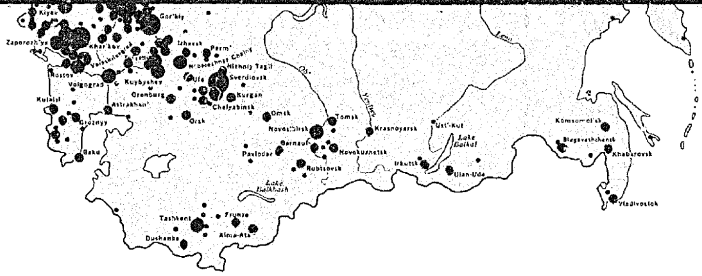 Kiyev
Gor'kiy
Zaporozh'ye
Khar'kov
Izhevsk
Perm'
Naberezhnyy Chelny
Nizhniy Tagil
Rostov
Ufa
Sverdlovsk
Volgograd
Kuybyshev
Kurgan
Orenburg
Chelyabinsk
Kutaisi
Astrakhan'
Orsk
Omsk
Tomsk
Groznyy
Novosibirsk
Krasnoyarsk
Ust'-Kut
Komsomol'sk
Baku
Pavlodar
Barnaul
Novokuznetsk
Lake
Baikal
Blagoveshchensk
Khabarovsk
Rubtsovsk
Irkutsk
Ulan-Ude
Lake
Balkhash
Vladivostok
Tashkent
Frunze
Dushanbe
Alma-Ata
Ob'
Yenisey
Lena